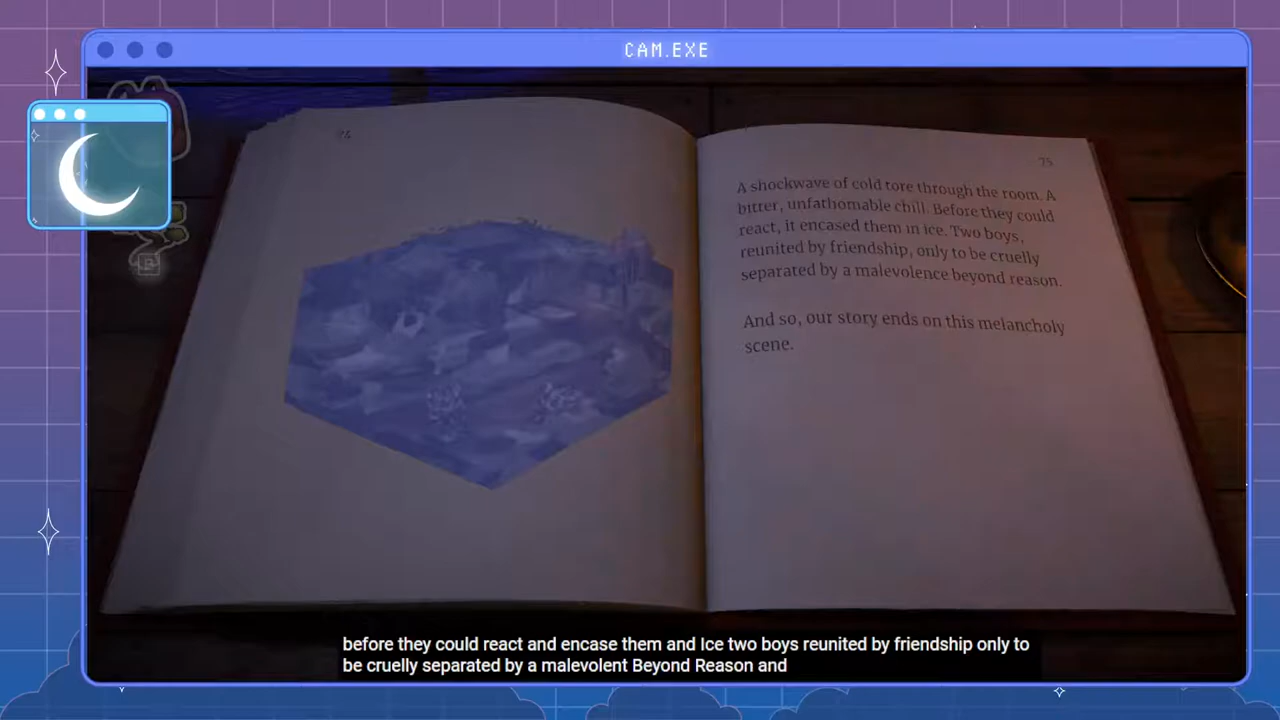 CAM.EXE
74
75
A shockwave of cold tore through the room. A
bitter, unfathomable chill. Before they could
react, it encased them in ice. Two boys,
reunited by friendship, only to be cruelly
separated by a malevolence beyond reason.
And so, our story ends on this melancholy
scene.
before they could react and encase them and Ice two boys reunited by friendship only to
be cruelly separated by a malevolent Beyond Reason and